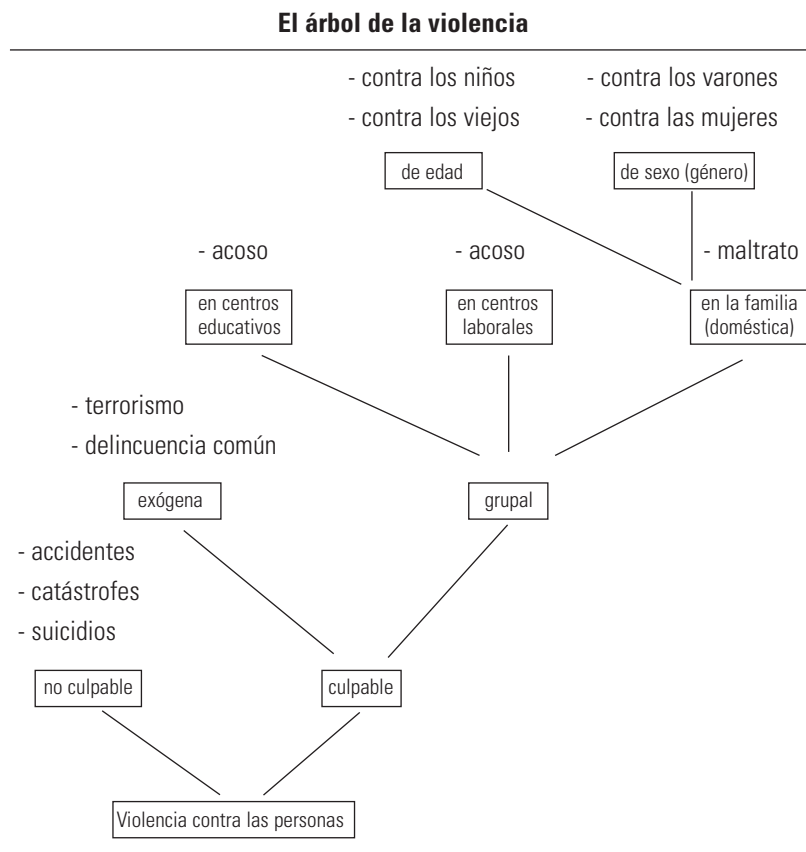 El árbol de la violencia
- contra los niños
- contra los viejos
- contra los varones
- contra las mujeres
de edad
de sexo (género)
- acoso
- acoso
- maltrato
en centros
educativos
en centros
laborales
en la familia
(doméstica)
- terrorismo
- delincuencia común
exógena
grupal
- accidentes
- catástrofes
- suicidios
no culpable
culpable
Violencia contra las personas